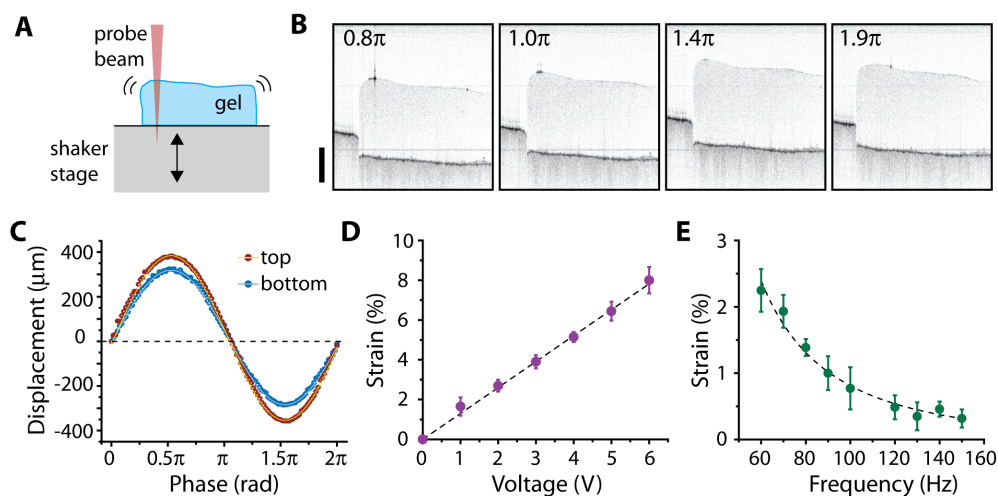 A
probe
beam
gel
shaker
stage
B
0.8π
1.0π
1.4π
1.9π
C
Displacement (μm)
400
200
0
-200
-400
top
bottom
0
0.5π
π
1.5π
2π
Phase (rad)
D
Strain (%)
10
8
6
4
2
0
0
1
2
3
4
5
6
Voltage (V)
E
Strain (%)
3
2
1
0
60
80
100
120
140
160
Frequency (Hz)